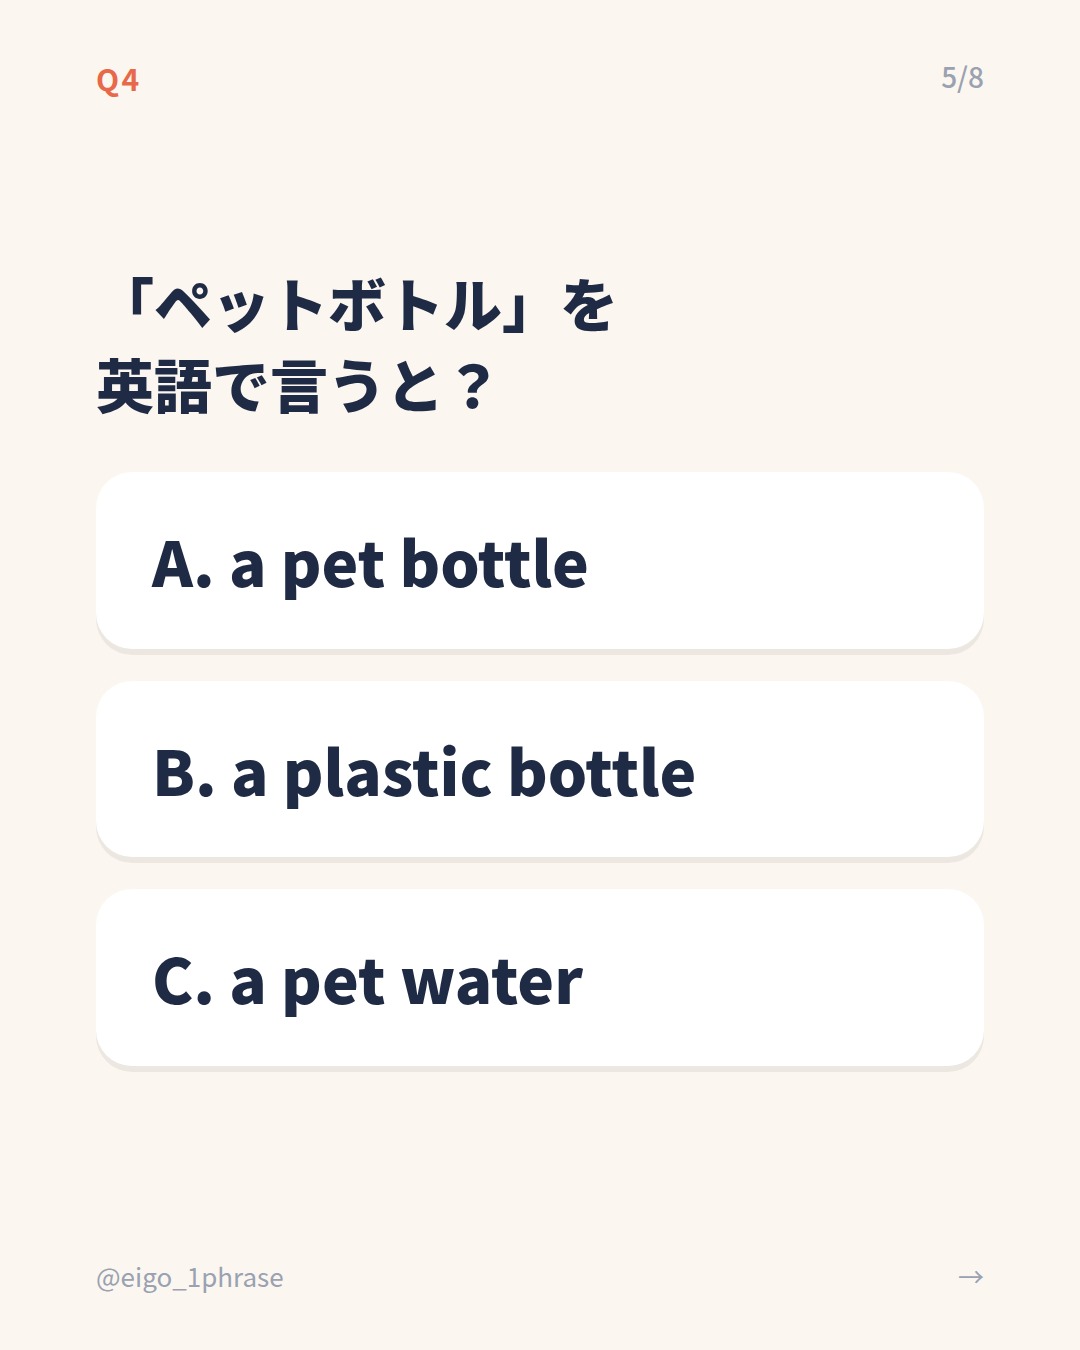 Q4
5/8
「ペットボトル」を
英語で言うと？
A. a pet bottle
B. a plastic bottle
C. a pet water
@eigo_1phrase
→